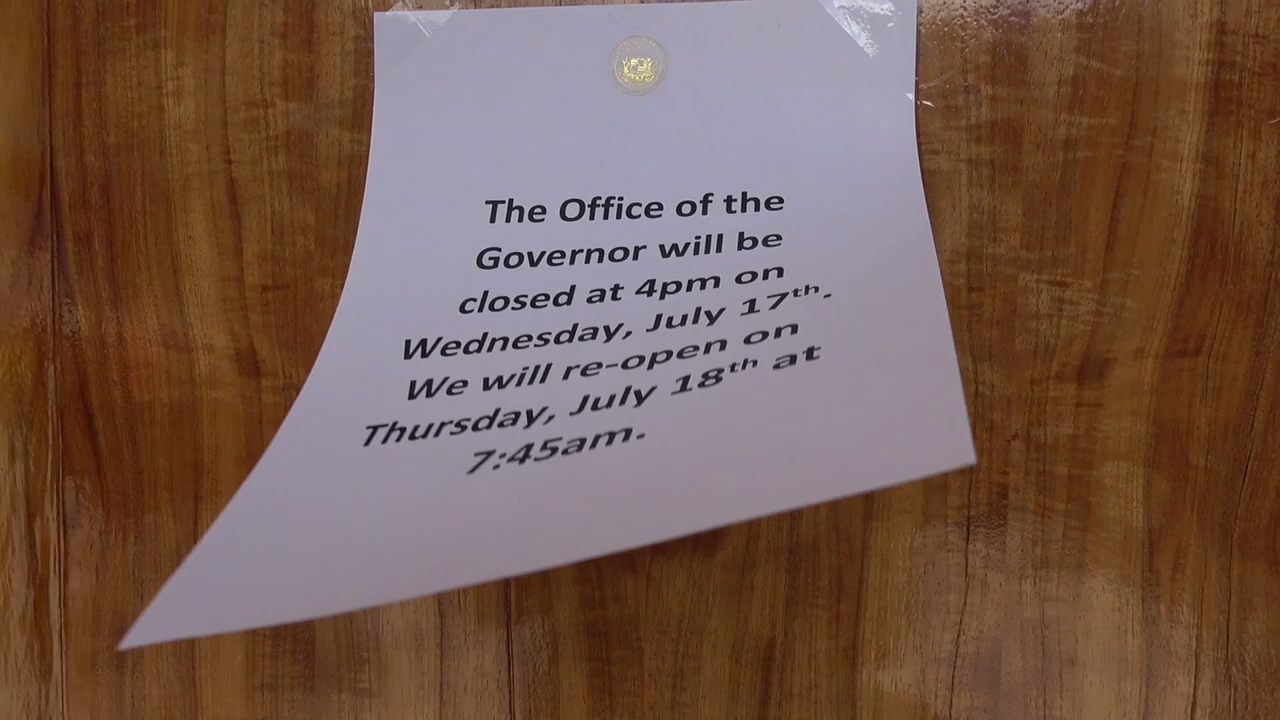 The Office of the
Governor will be
closed at 4pm on
Wednesday, July 17th.
We will re-open on
Thursday, July 18th at
7:45am.